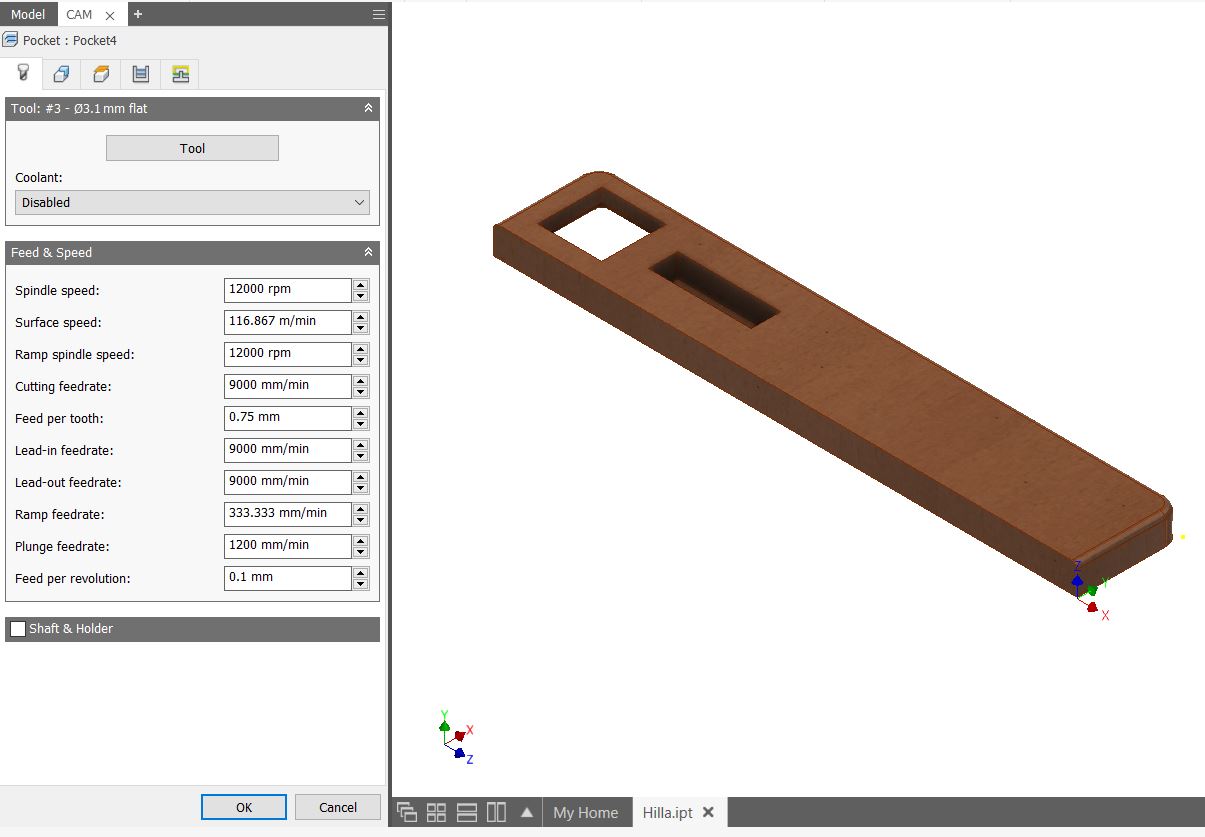 Model CAM
Pocket : Pocket4
Tool: #3 - Ø3.1 mm flat
Tool
Coolant:
Disabled
Feed & Speed
Spindle speed: 12000 rpm
Surface speed: 116.867 m/min
Ramp spindle speed: 12000 rpm
Cutting feedrate: 9000 mm/min
Feed per tooth: 0.75 mm
Lead-in feedrate: 9000 mm/min
Lead-out feedrate: 9000 mm/min
Ramp feedrate: 333.333 mm/min
Plunge feedrate: 1200 mm/min
Feed per revolution: 0.1 mm
Shaft & Holder
OK Cancel
Z
Y
X
Y
X
Z
My Home Hilla.ipt